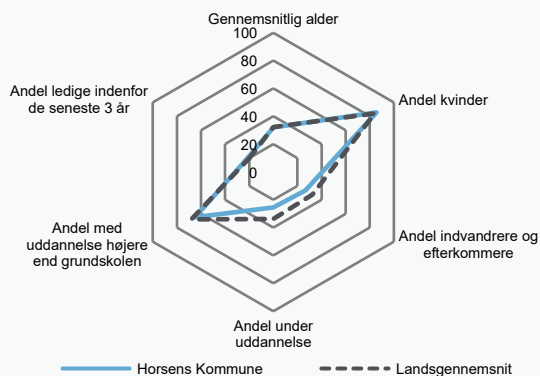 Gennemsnitlig alder
100
80
60
40
20
0
Andel kvinder
Andel indvandrere og
efterkommere
Andel under
uddannelse
Andel med
uddannelse højere
end grundskolen
Andel ledige indenfor
de seneste 3 år
Horsens Kommune
Landsgennemsnit